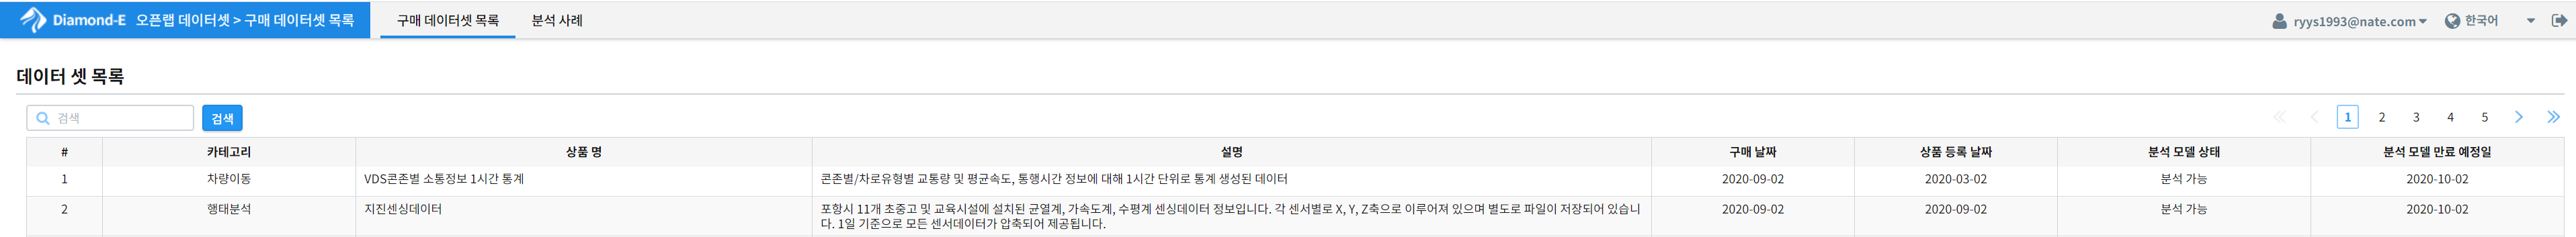 Diamond-E 오픈랩 데이터셋 > 구매 데이터셋 목록 구매 데이터셋 목록 분석 사례 ryys1993@nate.com 한국어
데이터 셋 목록
검색 검색 1 2 3 4 5
# 카테고리 상품 명 설명 구매 날짜 상품 등록 날짜 분석 모델 상태 분석 모델 만료 예정일
1 차량이동 VDS콘존별 소통정보 1시간 통계 콘존별/차로유형별 교통량 및 평균속도, 통행시간 정보에 대해 1시간 단위로 통계 생성된 데이터 2020-09-02 2020-03-02 분석 가능 2020-10-02
2 행태분석 지진센싱데이터 포항시 11개 초중고 및 교육시설에 설치된 균열계, 가속도계, 수평계 센싱데이터 정보입니다. 각 센서별로 X, Y, Z축으로 이루어져 있으며 별도로 파일이 저장되어 있습니 2020-09-02 2020-09-02 분석 가능 2020-10-02
다. 1일 기준으로 모든 센서데이터가 압축되어 제공됩니다.